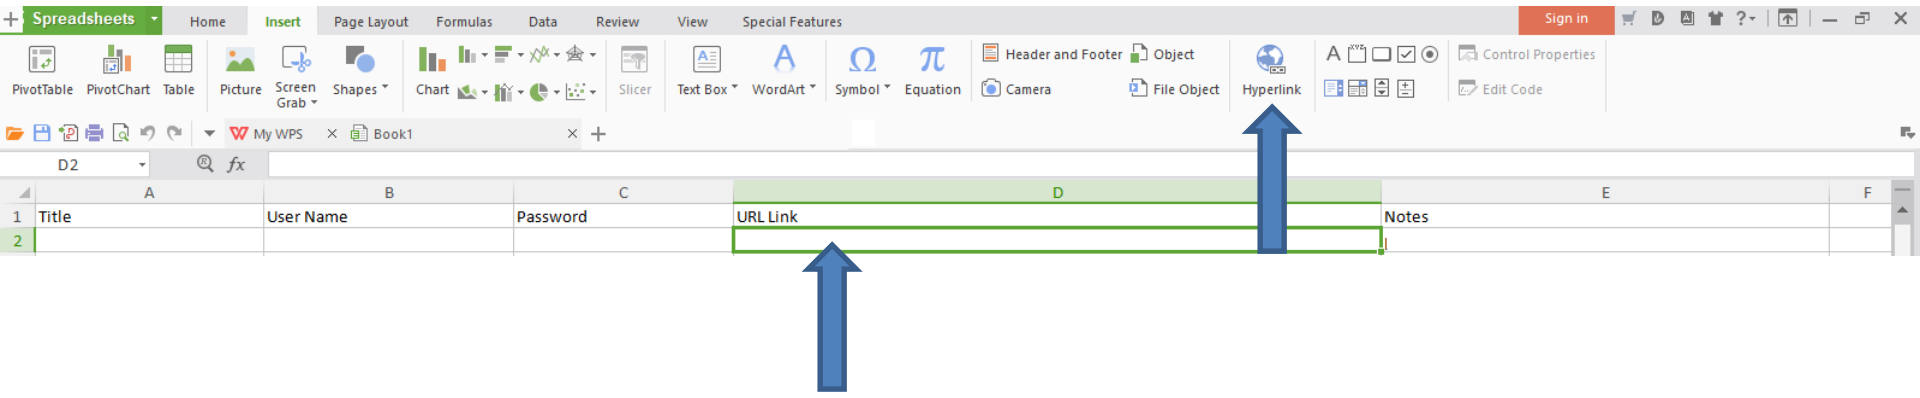 Spreadsheets Home Insert Page Layout Formulas Data Review View Special Features Sign in ?
PivotTable PivotChart Table Picture Screen Grab Shapes Chart Slicer Text Box A WordArt Ω Symbol π Equation Header and Footer Object Hyperlink A Control Properties
Camera File Object Edit Code
W My WPS × Book1 × +
D2 fx
A B C D E F
1 Title User Name Password URL Link Notes
2